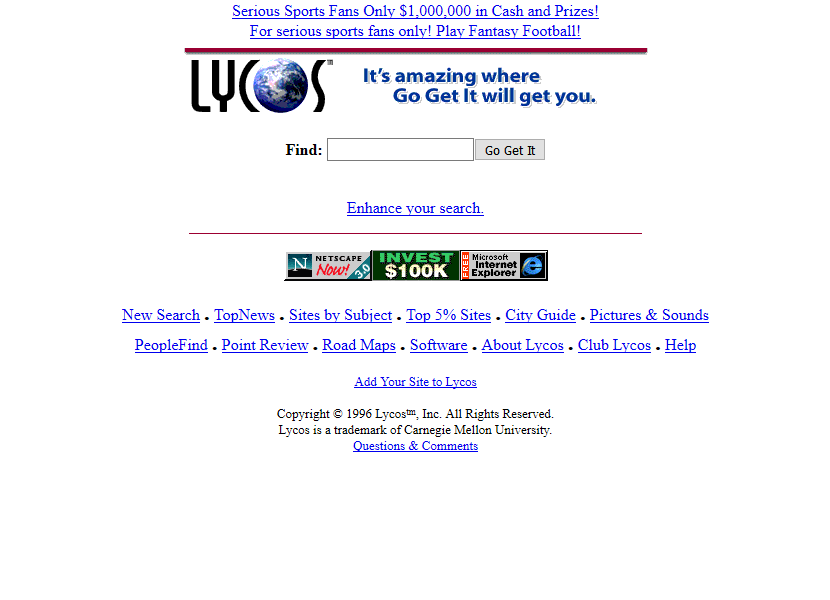 Serious Sports Fans Only $1,000,000 in Cash and Prizes!
For serious sports fans only! Play Fantasy Football!
LYCOS™ It's amazing where
Go Get It will get you.
Find: Go Get It
Enhance your search.
N NETSCAPE Now! 3.0 INVEST $100K FREE Microsoft Internet Explorer
New Search • TopNews • Sites by Subject • Top 5% Sites • City Guide • Pictures & Sounds
PeopleFind • Point Review • Road Maps • Software • About Lycos • Club Lycos • Help
Add Your Site to Lycos
Copyright © 1996 Lycos™, Inc. All Rights Reserved.
Lycos is a trademark of Carnegie Mellon University.
Questions & Comments